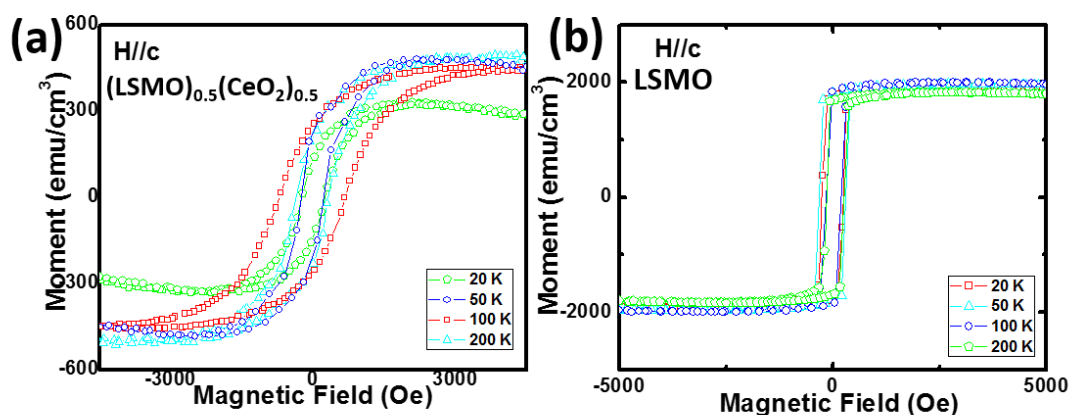 (a)
H//c
(LSMO)0.5(CeO2)0.5
Moment (emu/cm3)
600
300
0
-300
-600
-3000
0
3000
Magnetic Field (Oe)
20 K
50 K
100 K
200 K
(b)
H//c
LSMO
Moment (emu/cm3)
2000
0
-2000
-5000
0
5000
Magnetic Field (Oe)
20 K
50 K
100 K
200 K